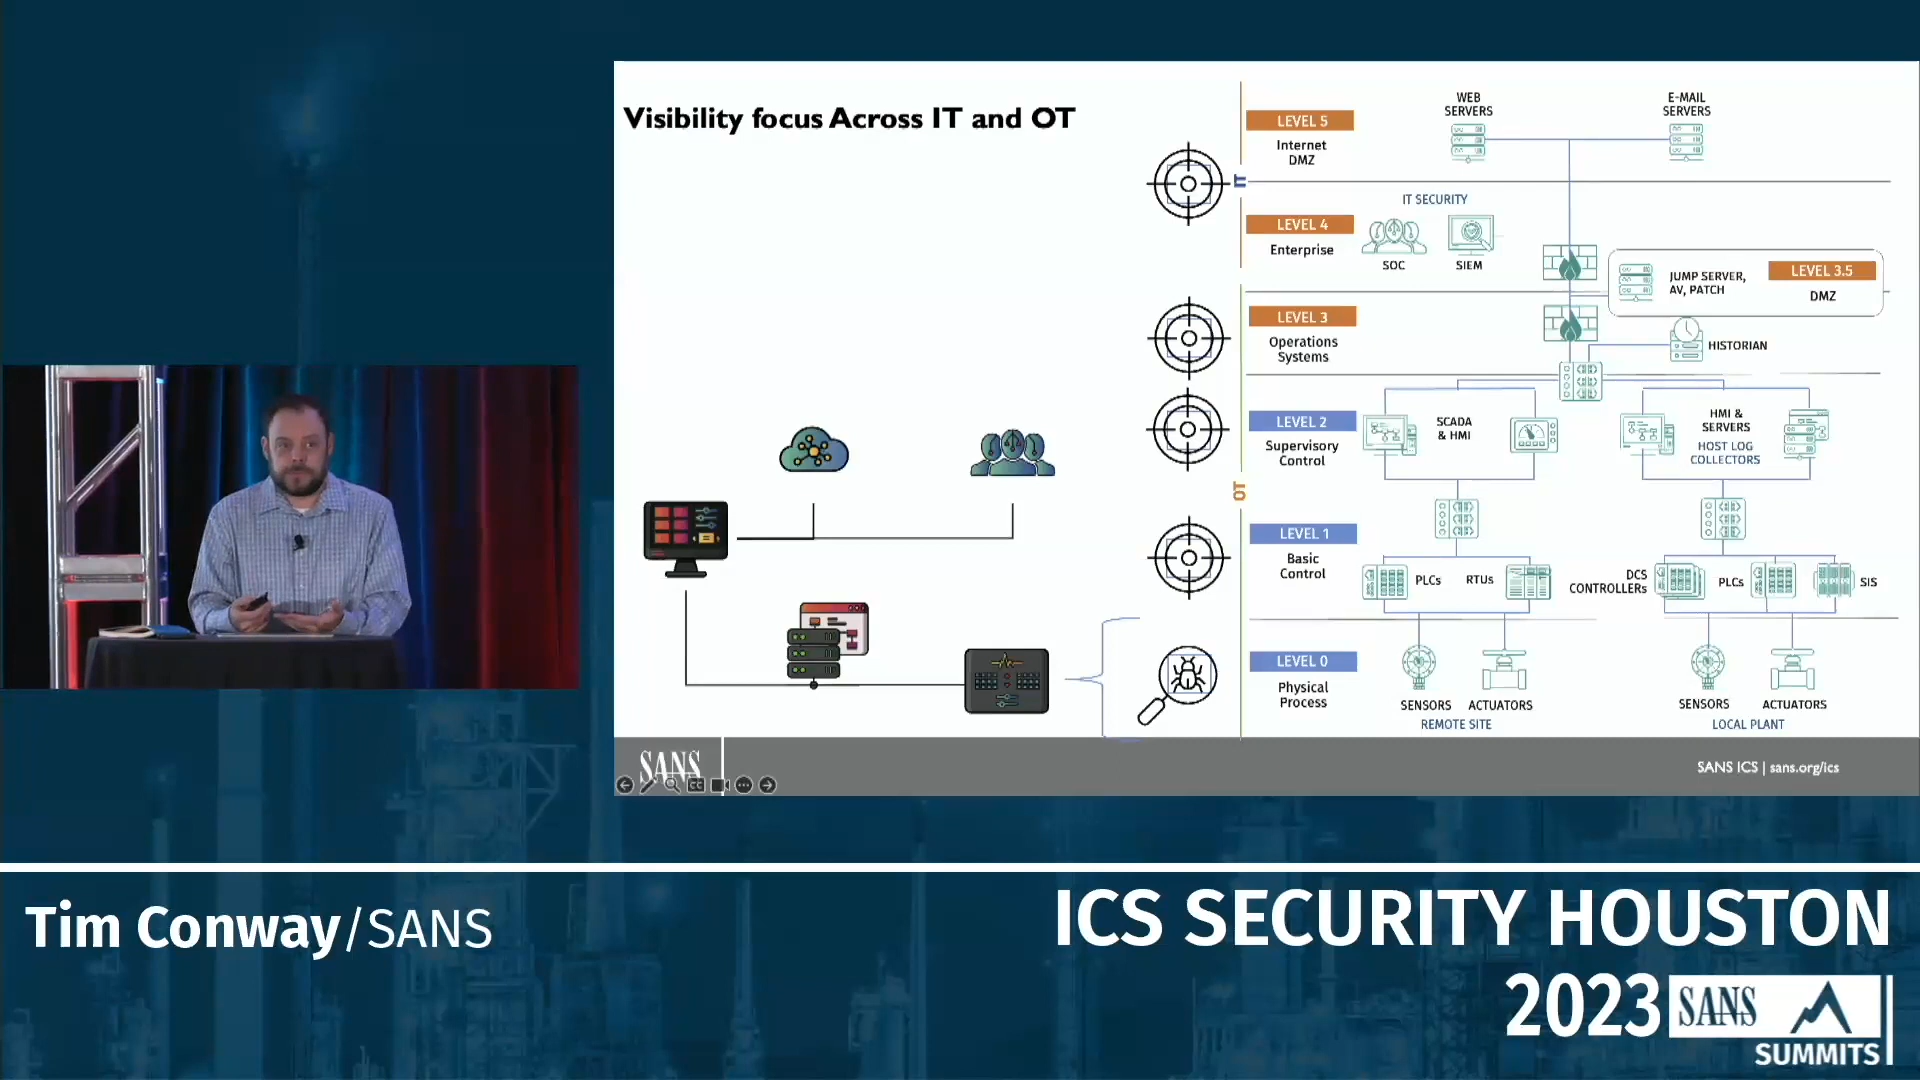 Visibility focus Across IT and OT
LEVEL 5
Internet
DMZ
WEB
SERVERS
E-MAIL
SERVERS
IT
IT SECURITY
LEVEL 4
Enterprise
SOC
SIEM
JUMP SERVER,
AV, PATCH
LEVEL 3.5
DMZ
LEVEL 3
Operations
Systems
HISTORIAN
LEVEL 2
Supervisory
Control
SCADA
& HMI
HMI &
SERVERS
HOST LOG
COLLECTORS
OT
LEVEL 1
Basic
Control
PLCs
RTUs
DCS
CONTROLLERs
PLCs
SIS
LEVEL 0
Physical
Process
SENSORS
ACTUATORS
REMOTE SITE
SENSORS
ACTUATORS
LOCAL PLANT
SANS
CC
SANS ICS | sans.org/ics
Tim Conway/SANS
ICS SECURITY HOUSTON
2023
SANS
SUMMITS